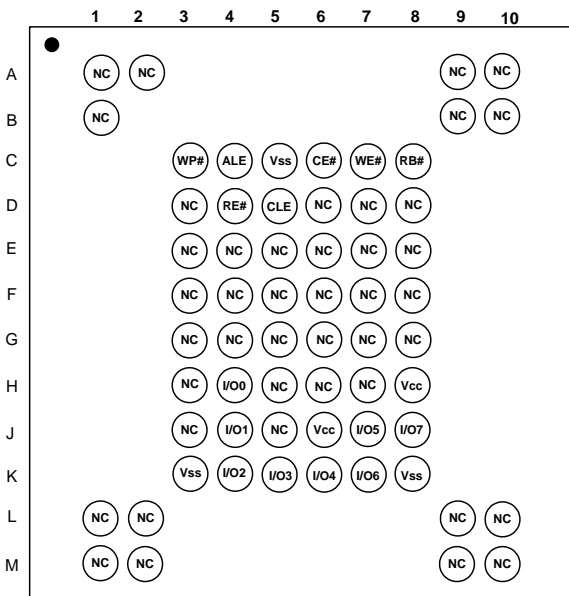 1 2 3 4 5 6 7 8 9 10
A NC NC NC NC
B NC NC NC
C WP# ALE Vss CE# WE# RB#
D NC RE# CLE NC NC NC
E NC NC NC NC NC NC
F NC NC NC NC NC NC
G NC NC NC NC NC NC
H NC I/O0 NC NC NC Vcc
J NC I/O1 NC Vcc I/O5 I/O7
K Vss I/O2 I/O3 I/O4 I/O6 Vss
L NC NC NC NC
M NC NC NC NC